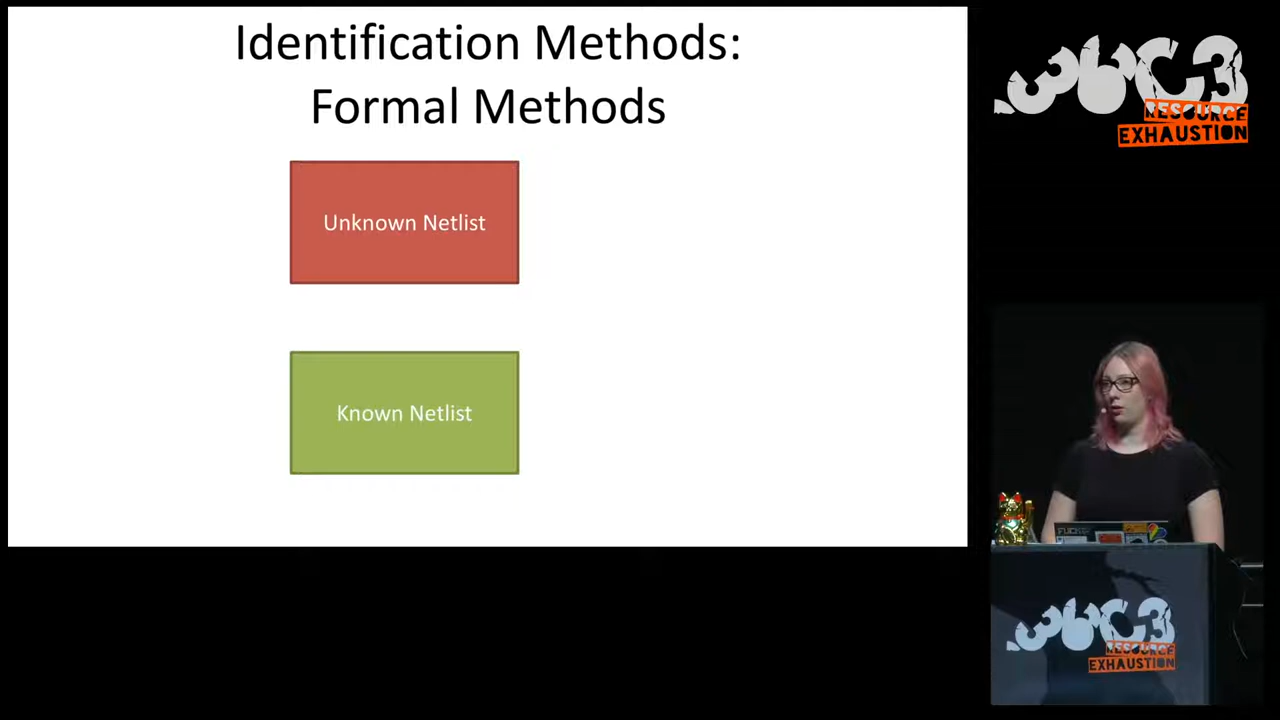 Identification Methods:
Formal Methods
Unknown Netlist
Known Netlist
36C3
RESOURCE
EXHAUSTION
36C3
RESOURCE
EXHAUSTION